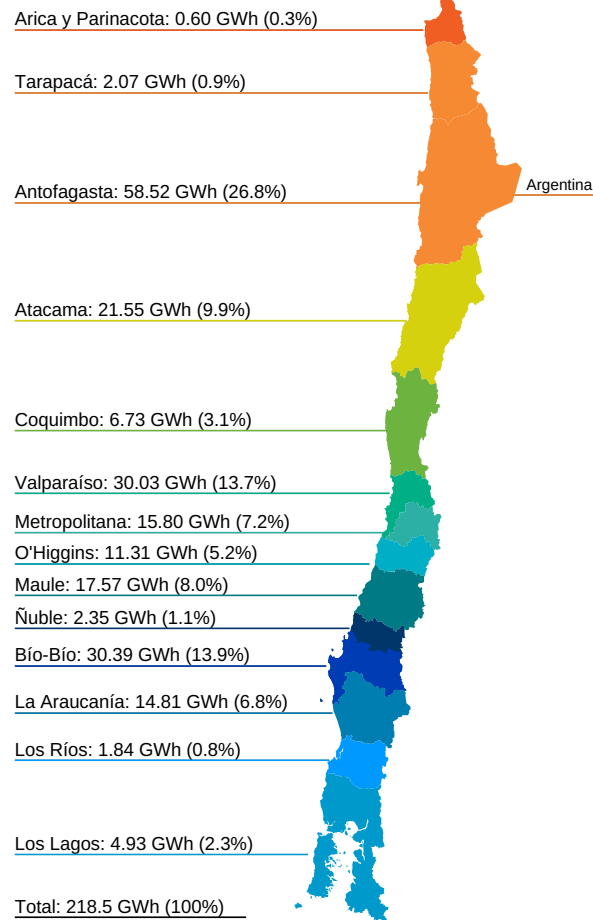 Arica y Parinacota: 0.60 GWh (0.3%)
Tarapacá: 2.07 GWh (0.9%)
Antofagasta: 58.52 GWh (26.8%)
Argentina
Atacama: 21.55 GWh (9.9%)
Coquimbo: 6.73 GWh (3.1%)
Valparaíso: 30.03 GWh (13.7%)
Metropolitana: 15.80 GWh (7.2%)
O'Higgins: 11.31 GWh (5.2%)
Maule: 17.57 GWh (8.0%)
Ñuble: 2.35 GWh (1.1%)
Bío-Bío: 30.39 GWh (13.9%)
La Araucanía: 14.81 GWh (6.8%)
Los Ríos: 1.84 GWh (0.8%)
Los Lagos: 4.93 GWh (2.3%)
Total: 218.5 GWh (100%)